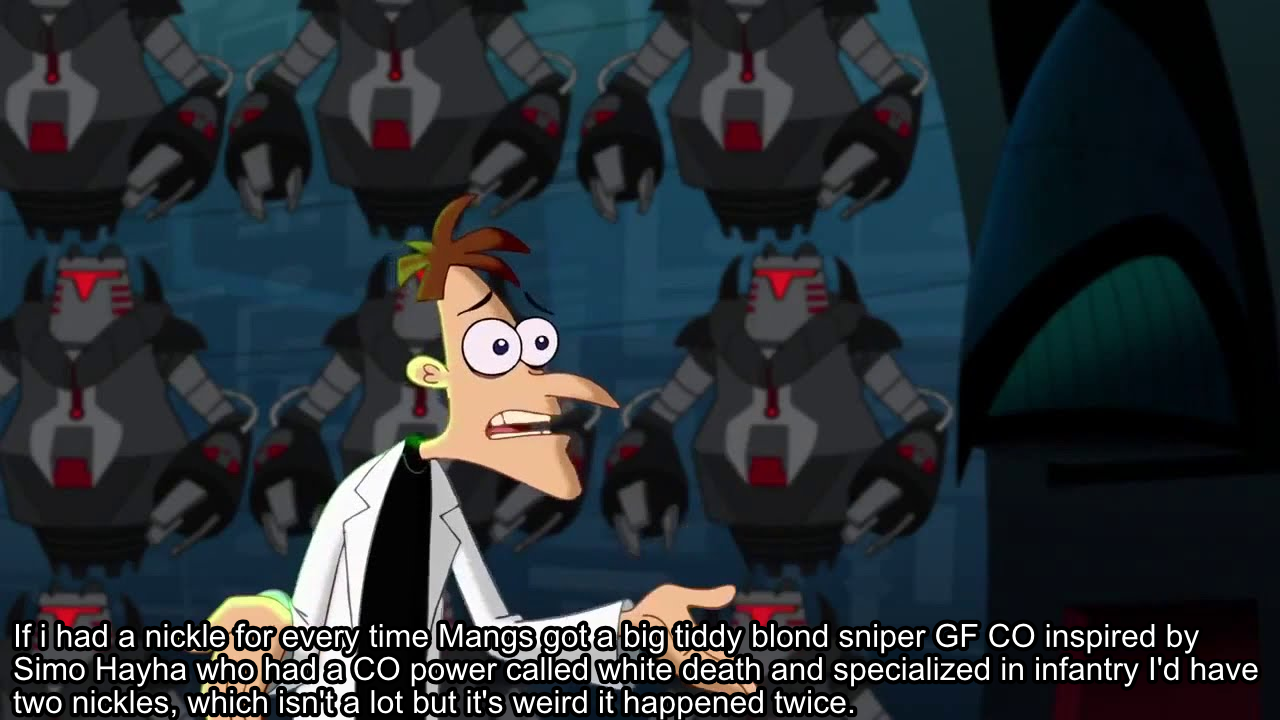 If i had a nickle for every time Mangs got a big tiddy blond sniper GF CO inspired by
Simo Hayha who had a CO power called white death and specialized in infantry I'd have
two nickles, which isn't a lot but it's weird it happened twice.